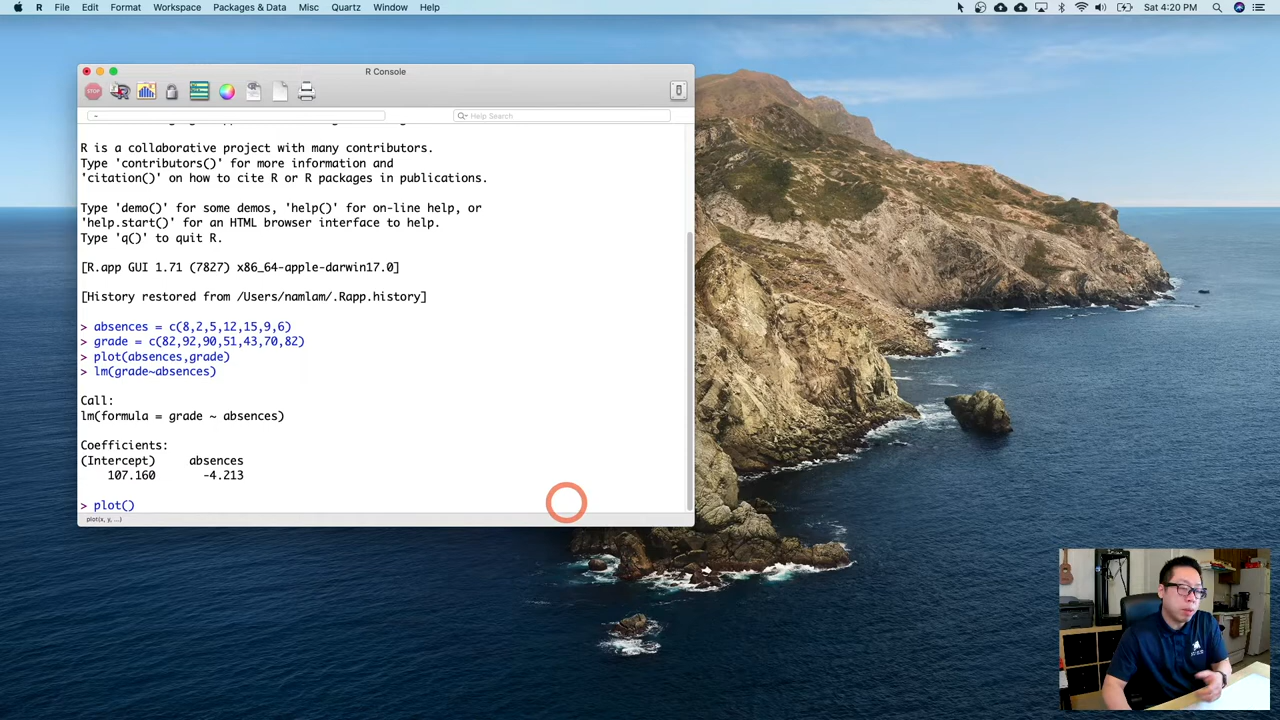 R File Edit Format Workspace Packages & Data Misc Quartz Window Help Sat 4:20 PM
R Console
STOP
~ Help Search
R is a collaborative project with many contributors.
Type 'contributors()' for more information and
'citation()' on how to cite R or R packages in publications.
Type 'demo()' for some demos, 'help()' for on-line help, or
'help.start()' for an HTML browser interface to help.
Type 'q()' to quit R.
[R.app GUI 1.71 (7827) x86_64-apple-darwin17.0]
[History restored from /Users/namlam/.Rapp.history]
> absences = c(8,2,5,12,15,9,6)
> grade = c(82,92,90,51,43,70,82)
> plot(absences,grade)
> lm(grade~absences)
Call:
lm(formula = grade ~ absences)
Coefficients:
(Intercept) absences
107.160 -4.213
> plot()
plot(x, y, ...)